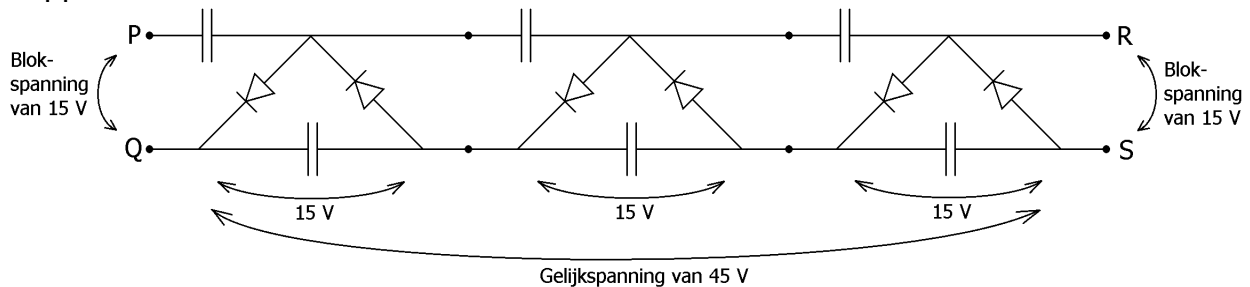 P
R
Blok-
spanning
van 15 V
Blok-
spanning
van 15 V
Q
S
15 V
15 V
15 V
Gelijkspanning van 45 V